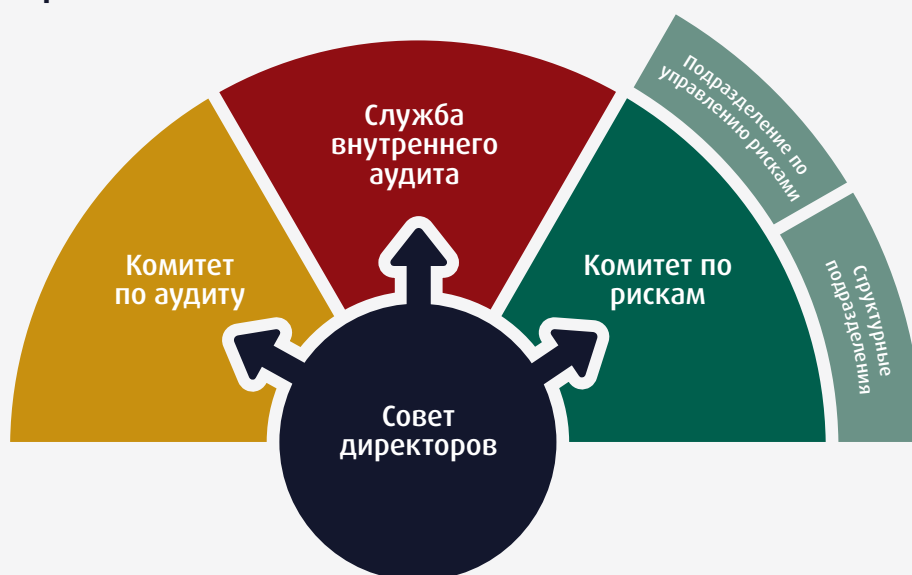 Служба
внутреннего
аудита
Комитет
по аудиту
Комитет по
рискам
Подразделение по
управлению рисками
Структурные
подразделения
Совет
директоров